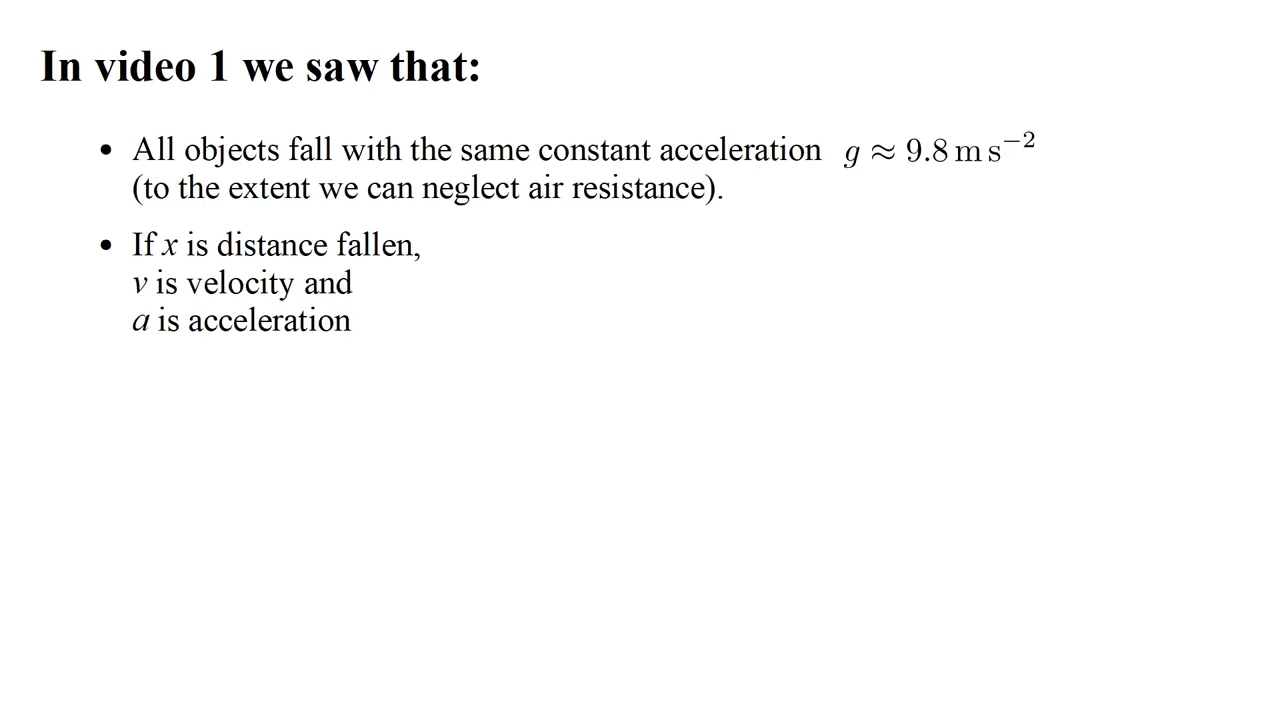 In video 1 we saw that:
• All objects fall with the same constant acceleration g ≈ 9.8 m s⁻²
(to the extent we can neglect air resistance).
• If x is distance fallen,
v is velocity and
a is acceleration